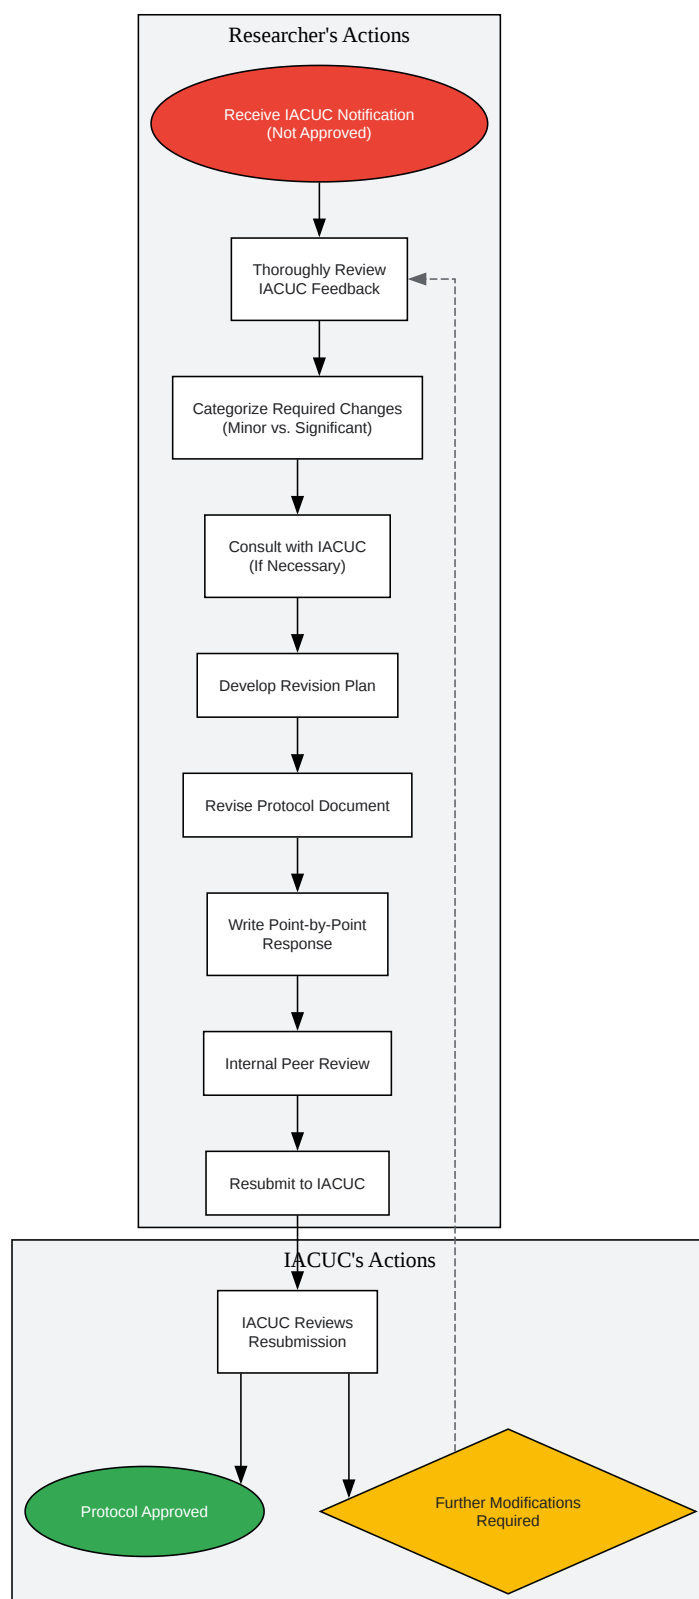 Researcher's Actions
Receive IACUC Notification
(Not Approved)
Thoroughly Review
IACUC Feedback
Categorize Required Changes
(Minor vs. Significant)
Consult with IACUC
(If Necessary)
Develop Revision Plan
Revise Protocol Document
Write Point-by-Point
Response
Internal Peer Review
Resubmit to IACUC
IACUC's Actions
IACUC Reviews
Resubmission
Protocol Approved
Further Modifications
Required